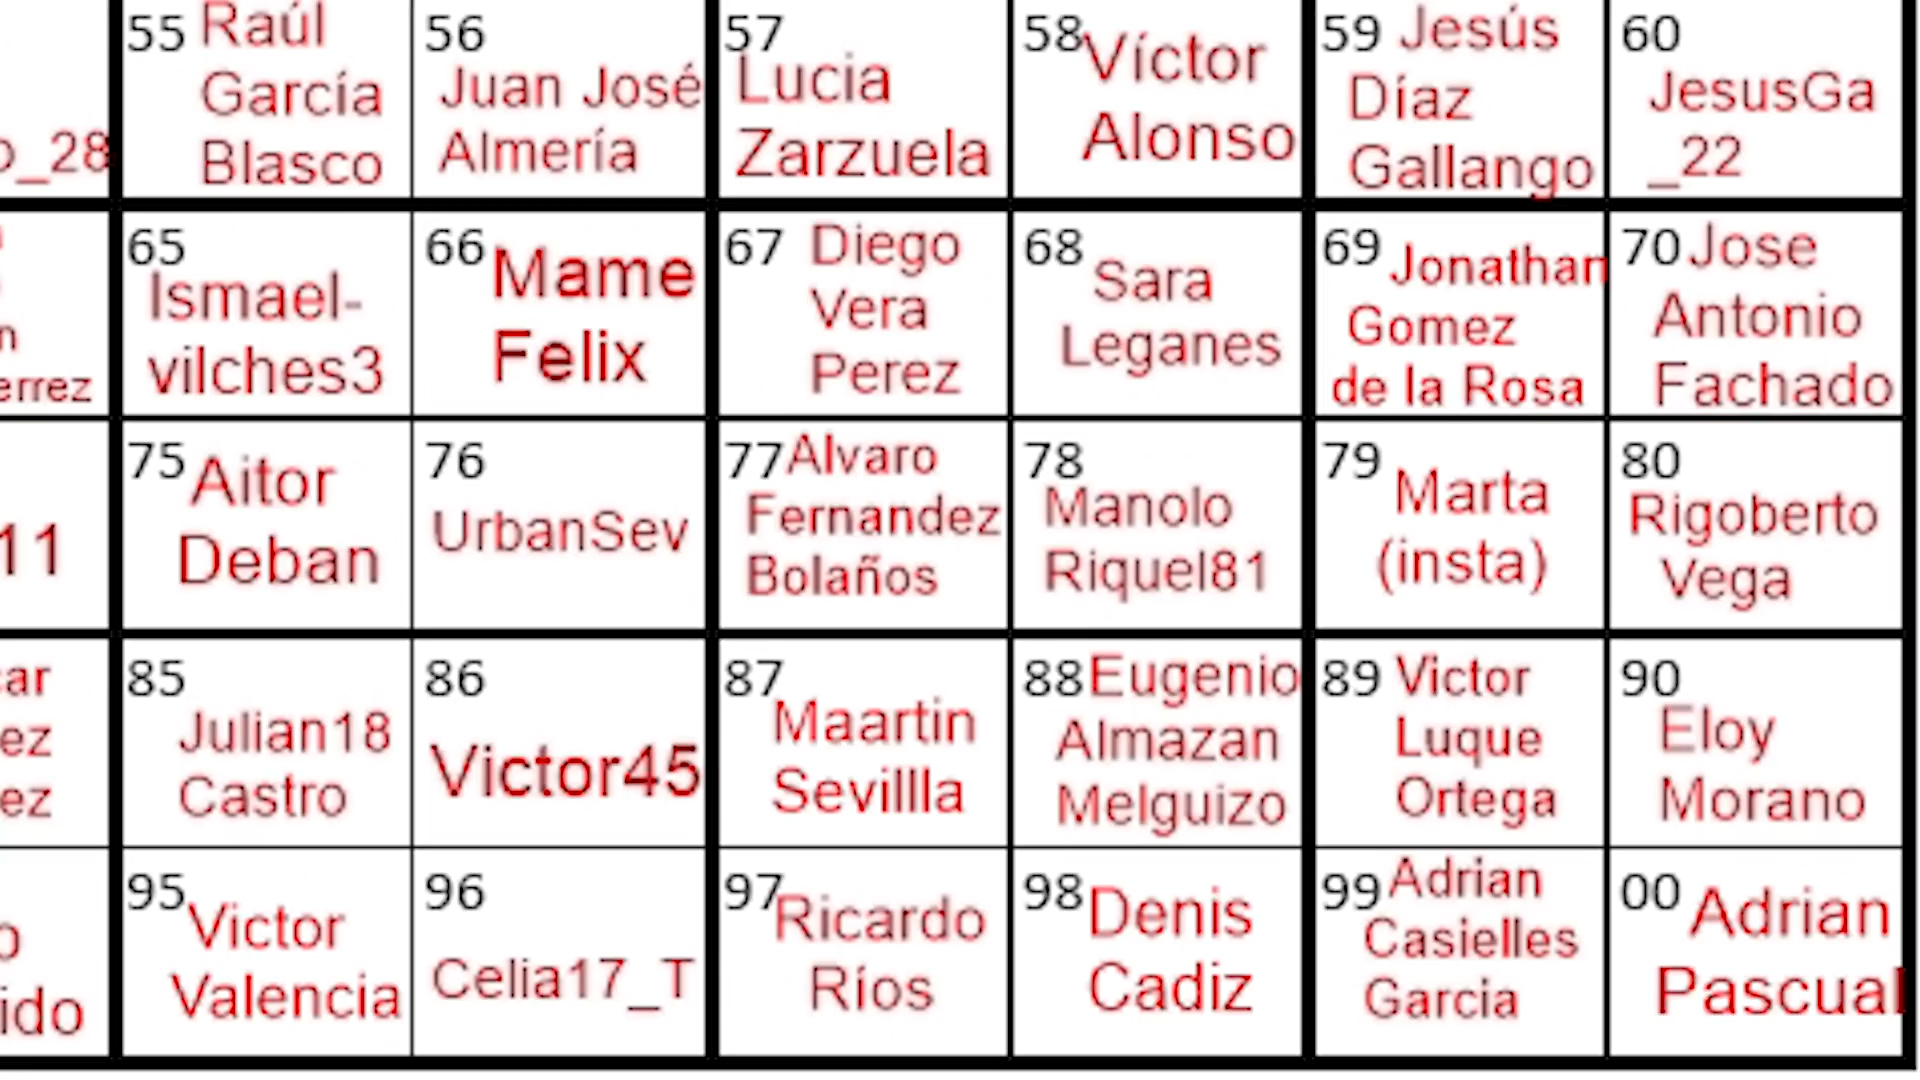 _28
55 Raúl
García
Blasco
56
Juan José
Almería
57
Lucia
Zarzuela
58 Víctor
Alonso
59 Jesús
Díaz
Gallango
60
JesusGa
_22
65
Ismael-
vilches3
66 Mame
Felix
67 Diego
Vera
Perez
68 Sara
Leganes
69 Jonathan
Gomez
de la Rosa
70 Jose
Antonio
Fachado
11
75 Aitor
Deban
76
UrbanSev
77 Alvaro
Fernandez
Bolaños
78
Manolo
Riquel81
79 Marta
(insta)
80
Rigoberto
Vega
85
Julian18
Castro
86
Victor45
87
Maartin
Sevillla
88 Eugenio
Almazan
Melguizo
89 Victor
Luque
Ortega
90
Eloy
Morano
95 Victor
Valencia
96
Celia17_T
97 Ricardo
Ríos
98 Denis
Cadiz
99 Adrian
Casielles
Garcia
00 Adrian
Pascual